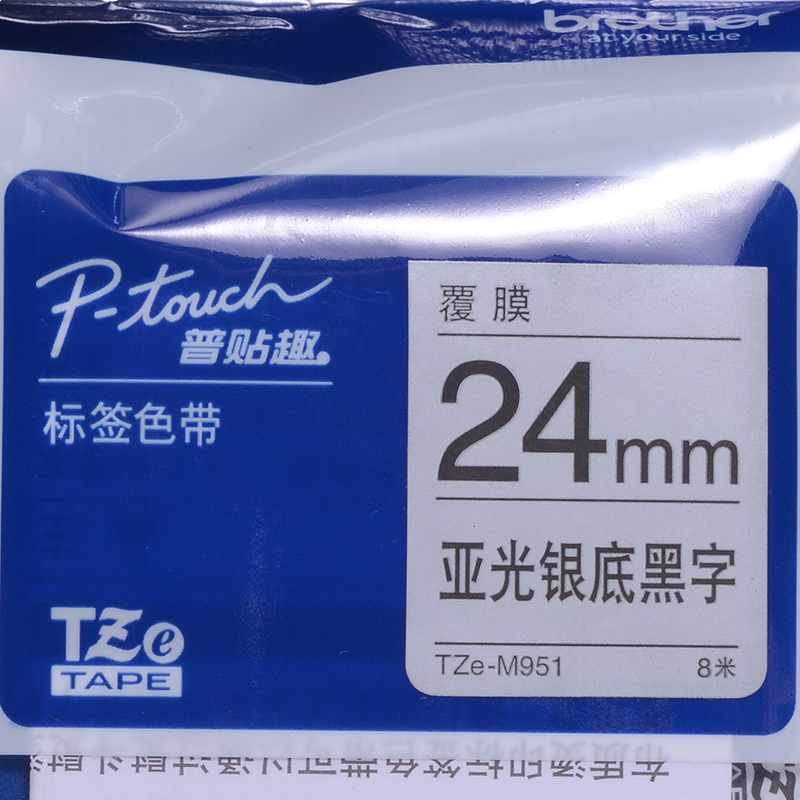 brother
at your side
P-touch
普贴趣
标签色带
覆膜
24mm
亚光银底黑字
TZe-M951 8米
TZe
TAPE